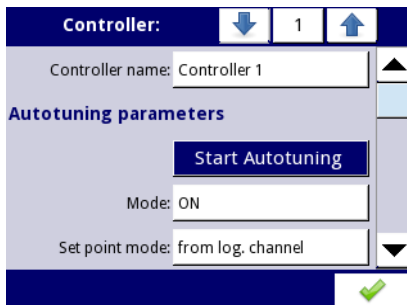 Controller: 1
Controller name: Controller 1
Autotuning parameters
Start Autotuning
Mode: ON
Set point mode: from log. channel